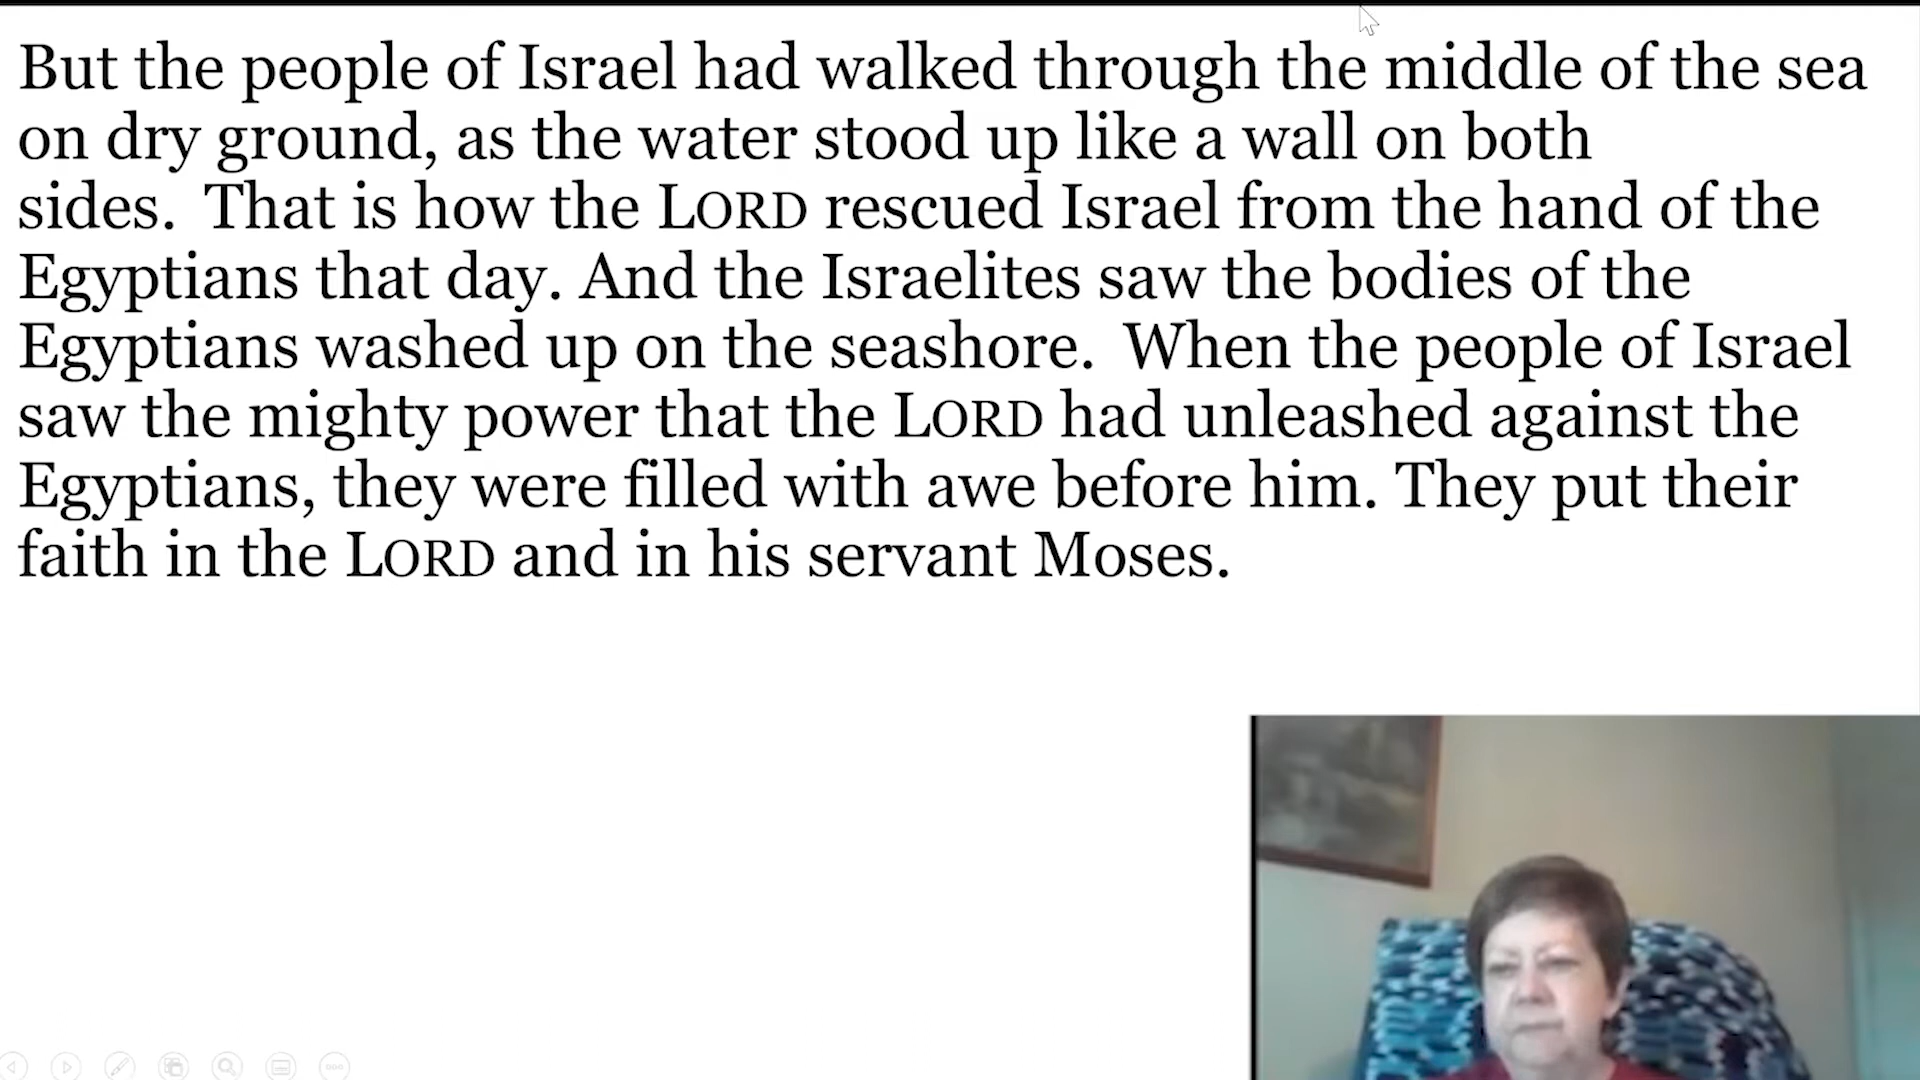 But the people of Israel had walked through the middle of the sea
on dry ground, as the water stood up like a wall on both
sides.  That is how the LORD rescued Israel from the hand of the
Egyptians that day. And the Israelites saw the bodies of the
Egyptians washed up on the seashore.  When the people of Israel
saw the mighty power that the LORD had unleashed against the
Egyptians, they were filled with awe before him. They put their
faith in the LORD and in his servant Moses.